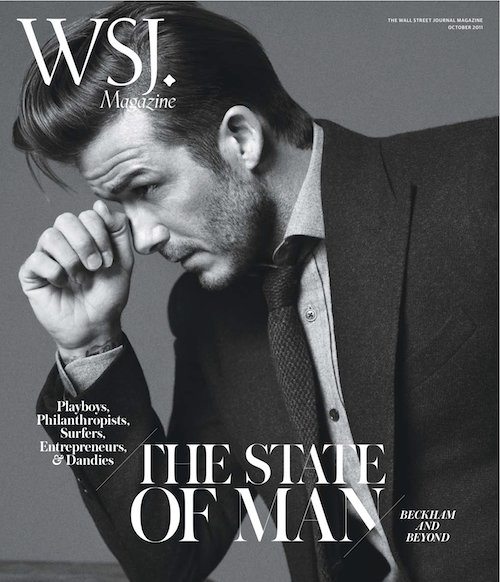 WSJ.
Magazine
THE WALL STREET JOURNAL MAGAZINE
OCTOBER 2011
Playboys,
Philanthropists,
Surfers,
Entrepreneurs,
& Dandies
THE STATE
OF MAN
BECKHAM
AND
BEYOND